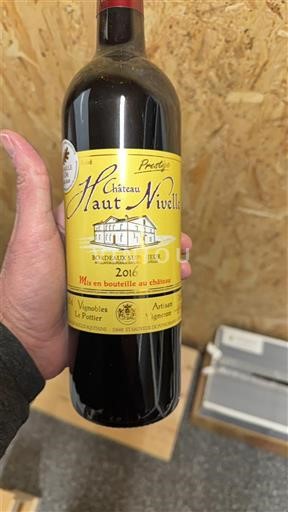 Prestige
Château
Haut Nivelle
BORDEAUX SUPÉRIEUR
2016
Mis en bouteille au château
Vignobles
Le Pottier
Artisan
Vigneron